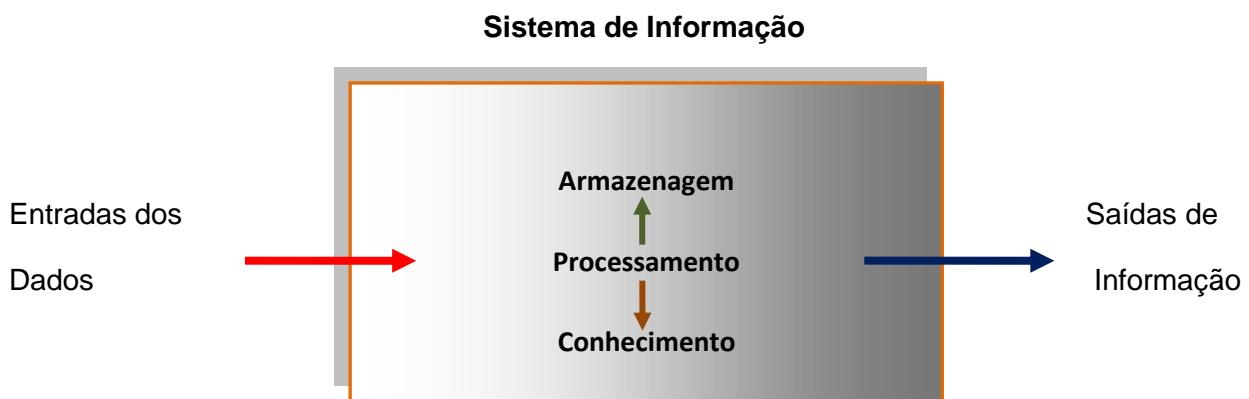 Sistema de Informação
Armazenagem
Entradas dos
Dados
Processamento
Conhecimento
Saídas de
Informação